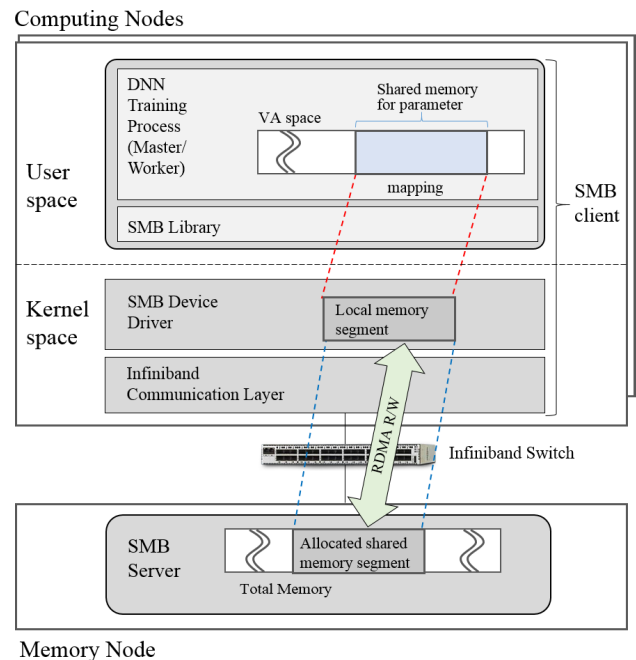 Computing Nodes
DNN
Training
Process
(Master/
Worker)
Shared memory
for parameter
VA space
mapping
User
space
SMB
client
SMB Library
Kernel
space
SMB Device
Driver
Local memory
segment
Infiniband
Communication Layer
RDMA R/W
Infiniband Switch
SMB
Server
Allocated shared
memory segment
Total Memory
Memory Node